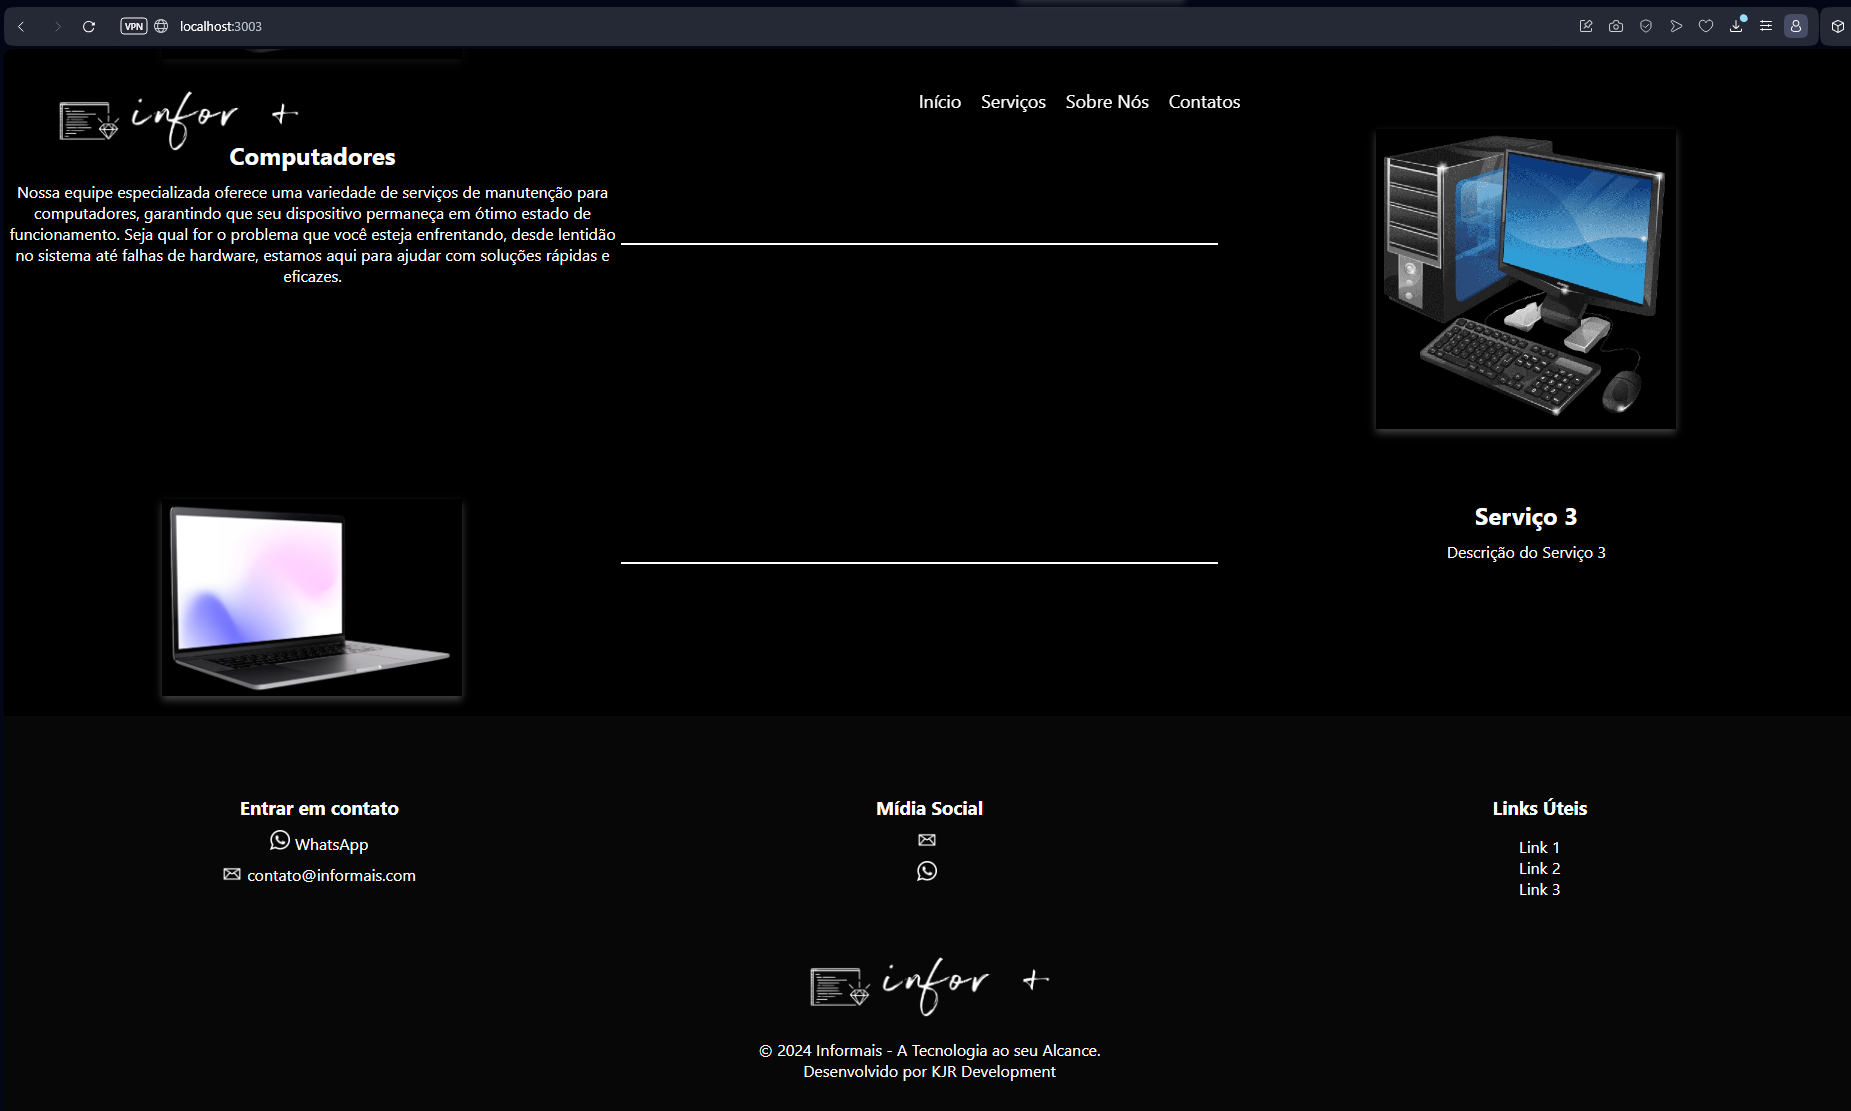 VPN localhost:3003
infor +
Início Serviços Sobre Nós Contatos
Computadores
Nossa equipe especializada oferece uma variedade de serviços de manutenção para
computadores, garantindo que seu dispositivo permaneça em ótimo estado de
funcionamento. Seja qual for o problema que você esteja enfrentando, desde lentidão
no sistema até falhas de hardware, estamos aqui para ajudar com soluções rápidas e
eficazes.
Serviço 3
Descrição do Serviço 3
Entrar em contato
WhatsApp
contato@informais.com
Mídia Social
Links Úteis
Link 1
Link 2
Link 3
infor +
© 2024 Informais - A Tecnologia ao seu Alcance.
Desenvolvido por KJR Development